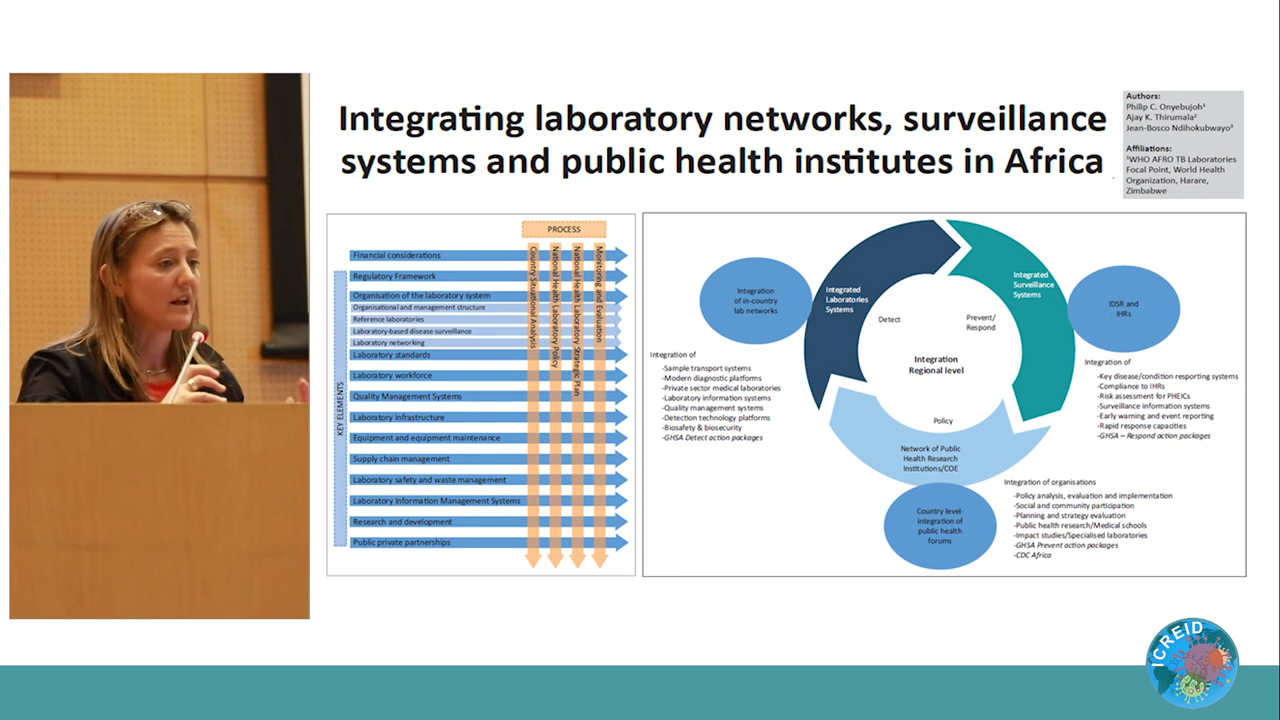 Integrating laboratory networks, surveillance
systems and public health institutes in Africa
Authors:
Philip C. Onyebujoh¹
Ajay K. Thirumala²
Jean-Bosco Ndihokubwayo³
Affiliations:
¹WHO AFRO TB Laboratories
Focal Point, World Health
Organization, Harare,
Zimbabwe
PROCESS
KEY ELEMENTS
Financial considerations
Regulatory Framework
Organisation of the laboratory system
Organisational and management structure
Reference laboratories
Laboratory-based disease surveillance
Laboratory networking
Laboratory standards
Laboratory workforce
Quality Management Systems
Laboratory infrastructure
Equipment and equipment maintenance
Supply chain management
Laboratory safety and waste management
Laboratory Information Management Systems
Research and development
Public private partnerships
Country Situational Analysis
National Health Laboratory Policy
National Health Laboratory Strategic Plan
Monitoring and Evaluation
Integration
of in-country
lab networks
Integrated
Laboratories
Systems
Integrated
Surveillance
Systems
IDSR and
IHRs
Detect
Prevent/
Respond
Integration
Regional level
Policy
Network of Public
Health Research
Institutions/COE
Country level-
integration of
public health
forums
Integration of
-Sample transport systems
-Modern diagnostic platforms
-Private sector medical laboratories
-Laboratory information systems
-Quality management systems
-Detection technology platforms
-Biosafety & biosecurity
-GHSA Detect action packages
Integration of
-Key disease/condition resporting systems
-Compliance to IHRs
-Risk assessment for PHEICs
-Surveillance information systems
-Early warning and event reporting
-Rapid response capacities
-GHSA – Respond action packages
Integration of organisations
-Policy analysis, evaluation and implementation
-Social and community participation
-Planning and strategy evaluation
-Public health research/Medical schools
-Impact studies/Specialised laboratories
-GHSA Prevent action packages
-CDC Africa
ICREID